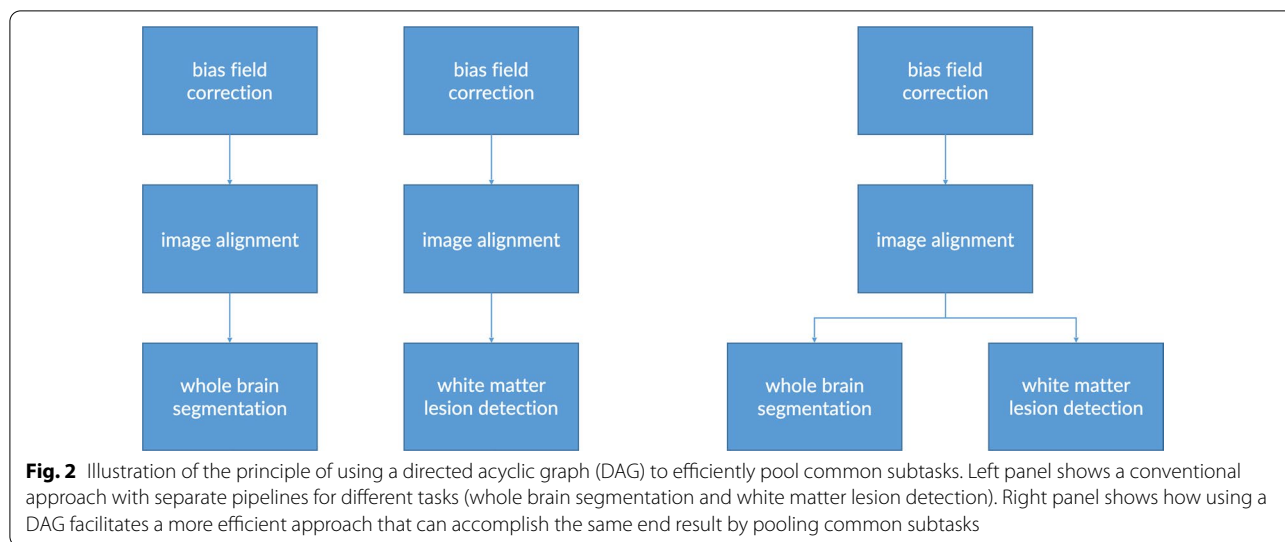 bias field
correction
bias field
correction
bias field
correction
image alignment
image alignment
image alignment
whole brain
segmentation
white matter
lesion detection
whole brain
segmentation
white matter
lesion detection
Fig. 2 Illustration of the principle of using a directed acyclic graph (DAG) to efficiently pool common subtasks. Left panel shows a conventional
approach with separate pipelines for different tasks (whole brain segmentation and white matter lesion detection). Right panel shows how using a
DAG facilitates a more efficient approach that can accomplish the same end result by pooling common subtasks